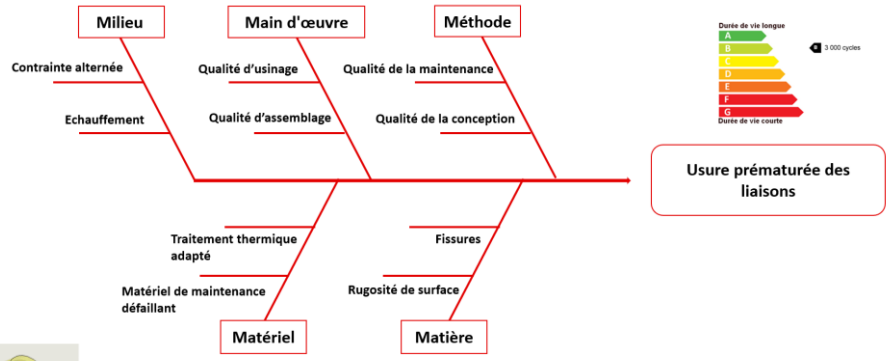 Milieu
Main d'œuvre
Méthode
Durée de vie longue
A
B
B 3 000 cycles
C
D
E
F
G
Durée de vie courte
Contrainte alternée
Qualité d’usinage
Qualité de la maintenance
Echauffement
Qualité d’assemblage
Qualité de la conception
Usure prématurée des
liaisons
Traitement thermique
adapté
Fissures
Matériel de maintenance
défaillant
Rugosité de surface
Matériel
Matière